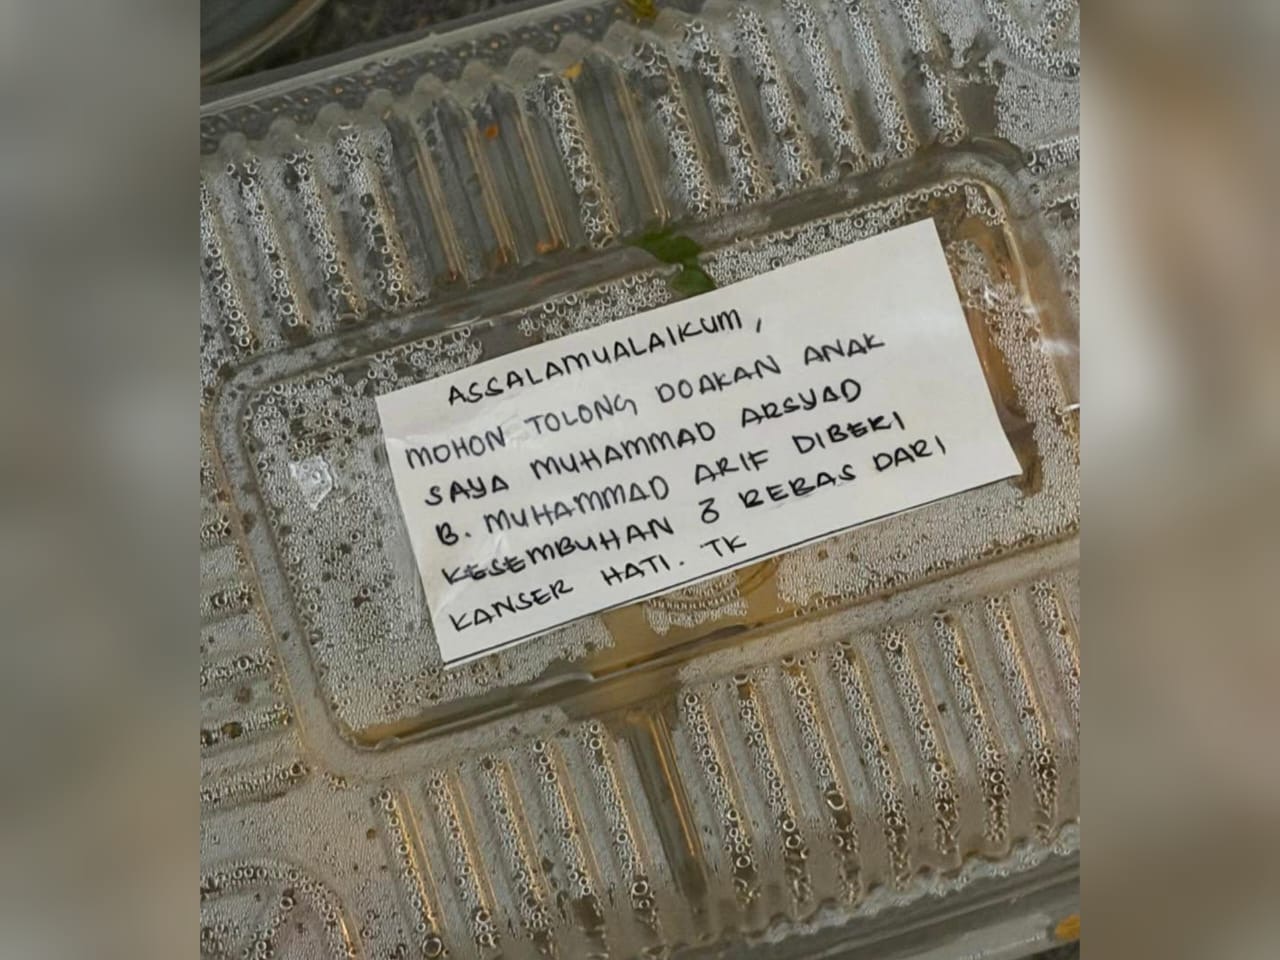 ASSALAMUALAIKUM,
MOHON TOLONG DOAKAN ANAK
SAYA MUHAMMAD ARSYAD
B. MUHAMMAD ARIF DIBERI
KESEMBUHAN & BEBAS DARI
KANSER HATI. TK